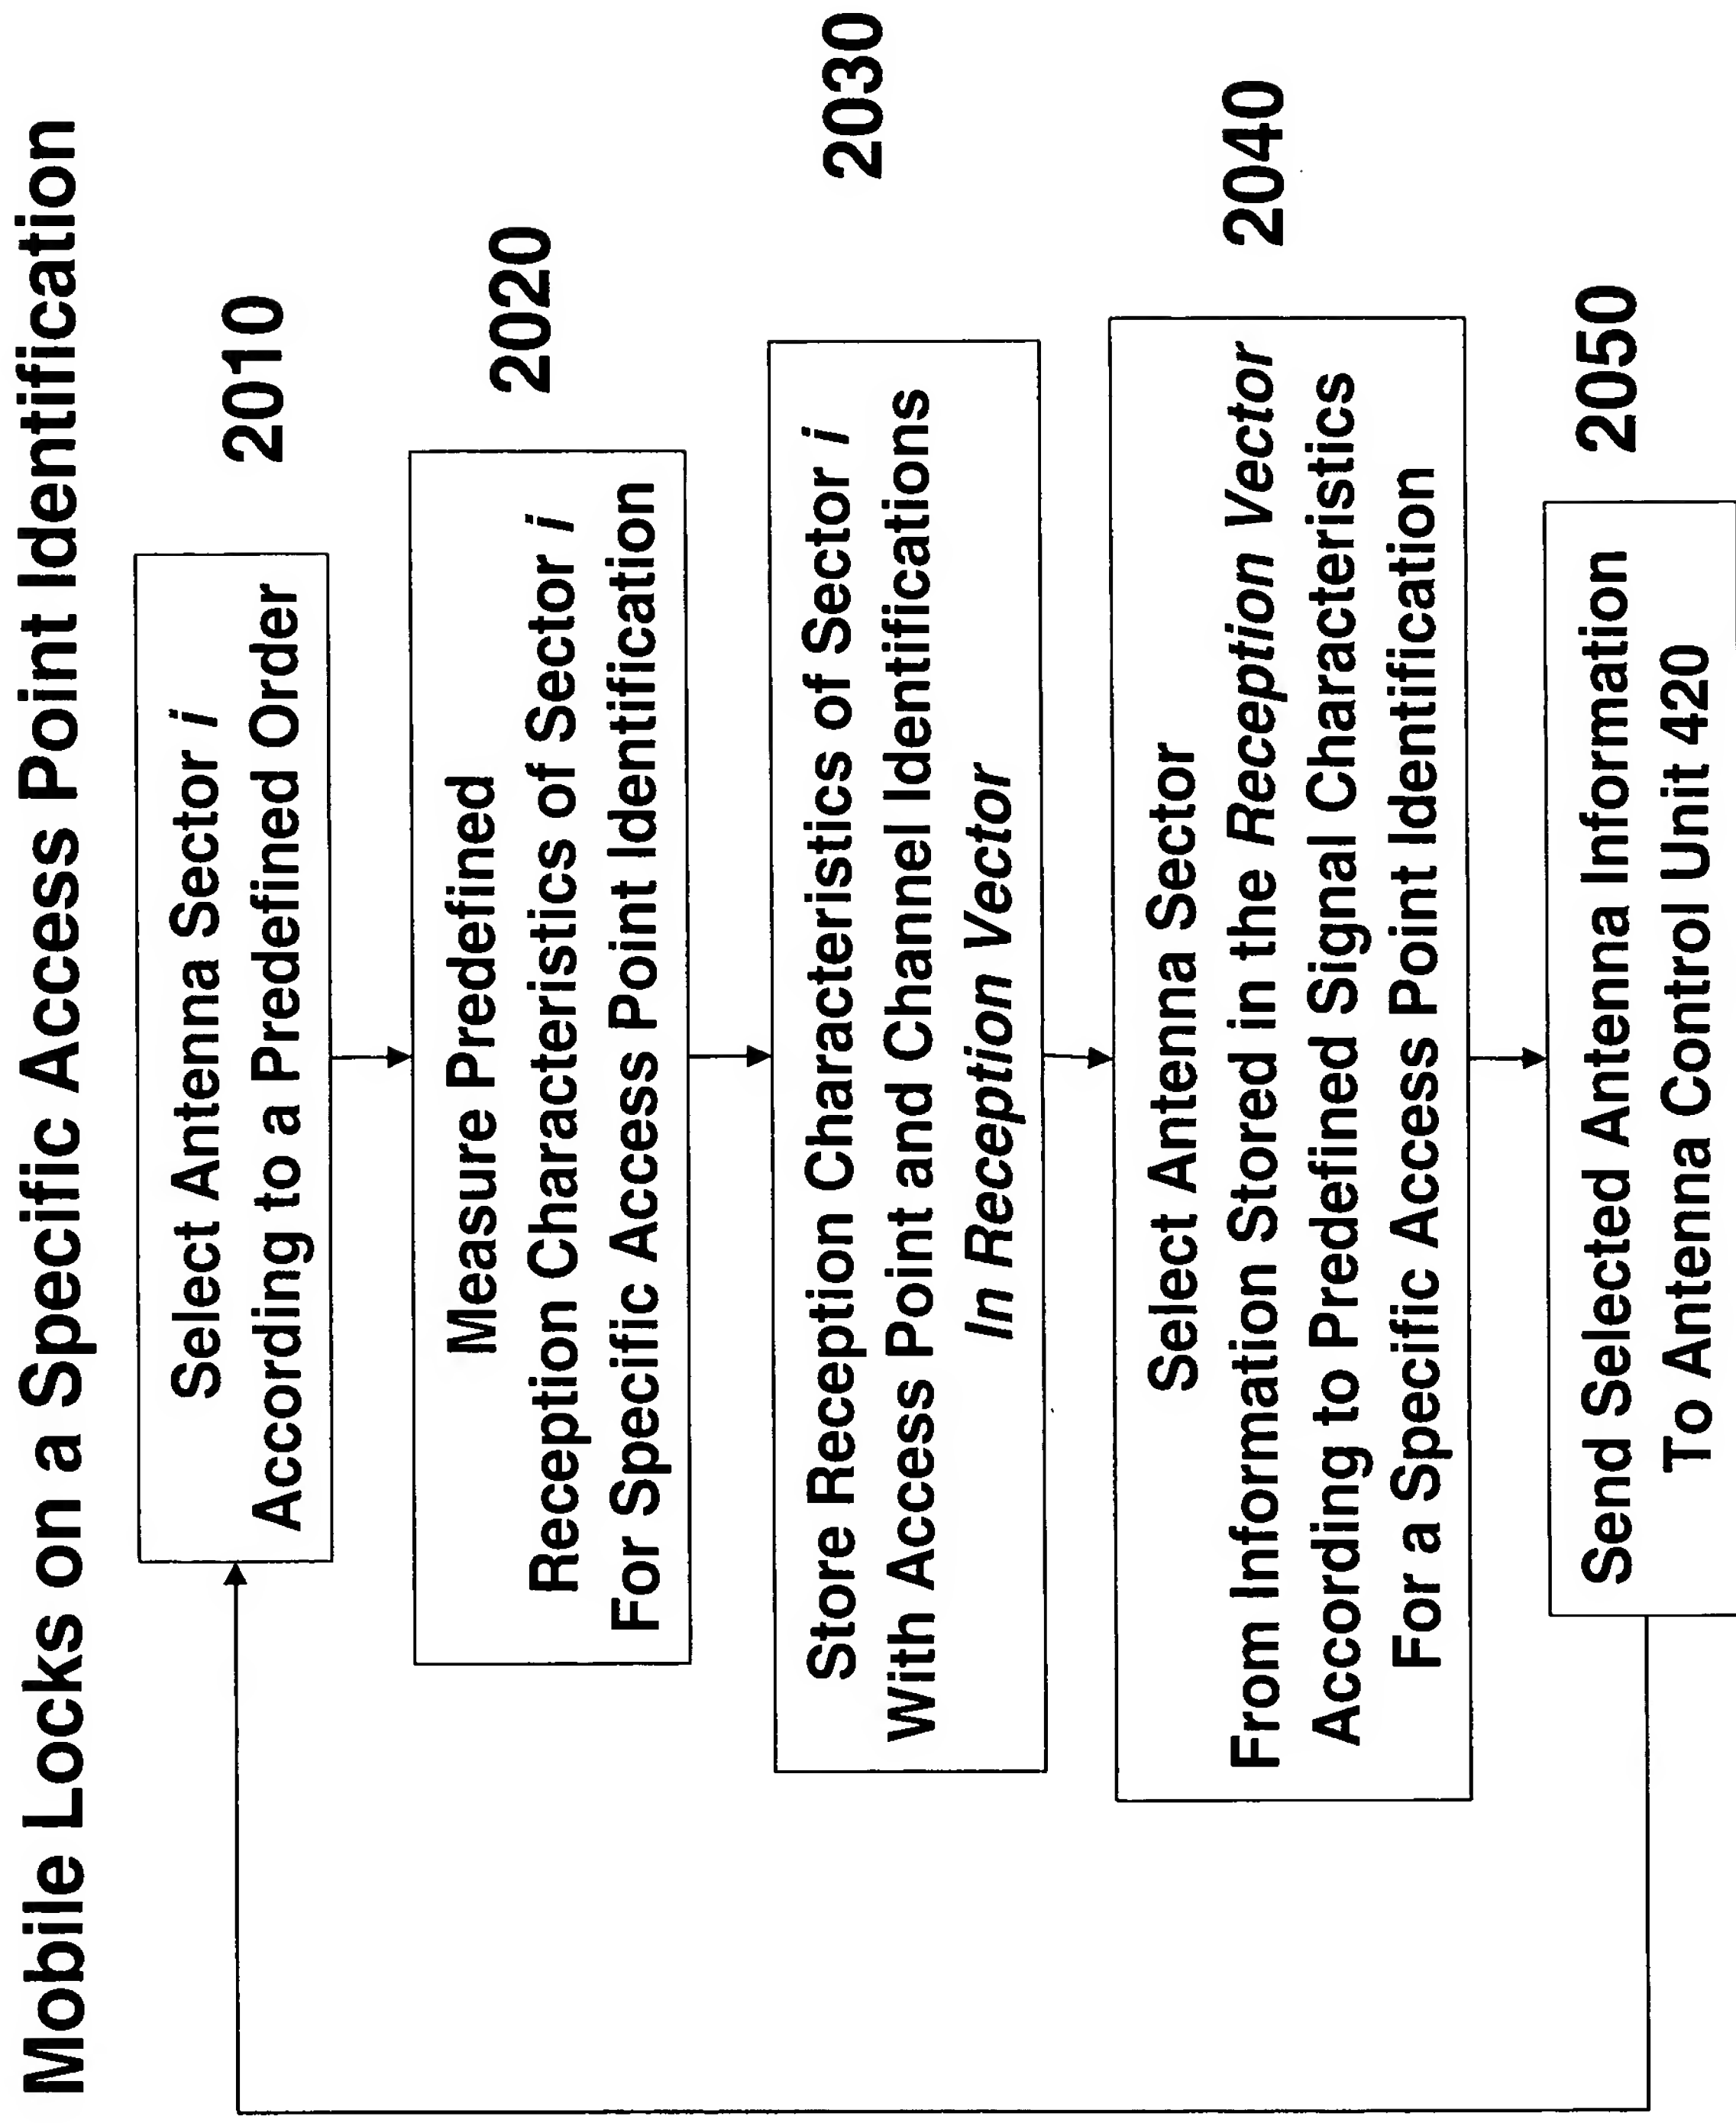 Mobile Locks on a Specific Access Point Identification
Select Antenna Sector i
According to a Predefined Order
2010
Measure Predefined
Reception Characteristics of Sector i
For Specific Access Point Identification
2020
Store Reception Characteristics of Sector i
With Access Point and Channel Identifications
In Reception Vector
2030
Select Antenna Sector
From Information Stored in the Reception Vector
According to Predefined Signal Characteristics
For a Specific Access Point Identification
2040
Send Selected Antenna Information
To Antenna Control Unit 420
2050